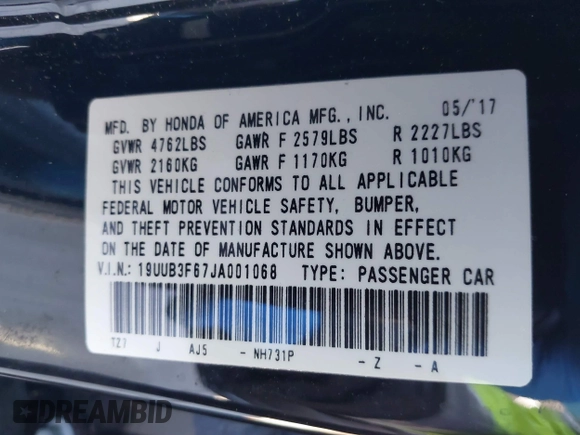 MFD. BY HONDA OF AMERICA MFG., INC. 05/'17
GVWR 4762LBS GAWR F 2579LBS R 2227LBS
GVWR 2160KG GAWR F 1170KG R 1010KG
THIS VEHICLE CONFORMS TO ALL APPLICABLE
FEDERAL MOTOR VEHICLE SAFETY, BUMPER,
AND THEFT PREVENTION STANDARDS IN EFFECT
ON THE DATE OF MANUFACTURE SHOWN ABOVE.
V.I.N.: 19UUB3F67JA001068 TYPE: PASSENGER CAR
TZ7 J AJ5 - NH731P - Z - A
DREAMBID